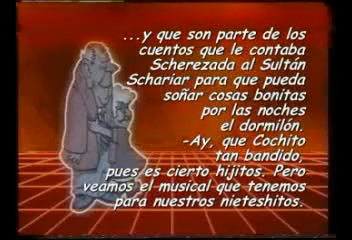 ...y que son parte de los
cuentos que le contaba
Scherezada al Sultán
Schariar para que pueda
soñar cosas bonitas
por las noches
el dormilón.
-Ay, que Cochito
tan bandido,
pues es cierto hijitos. Pero
veamos el musical que tenemos
para nuestros nieteshitos.